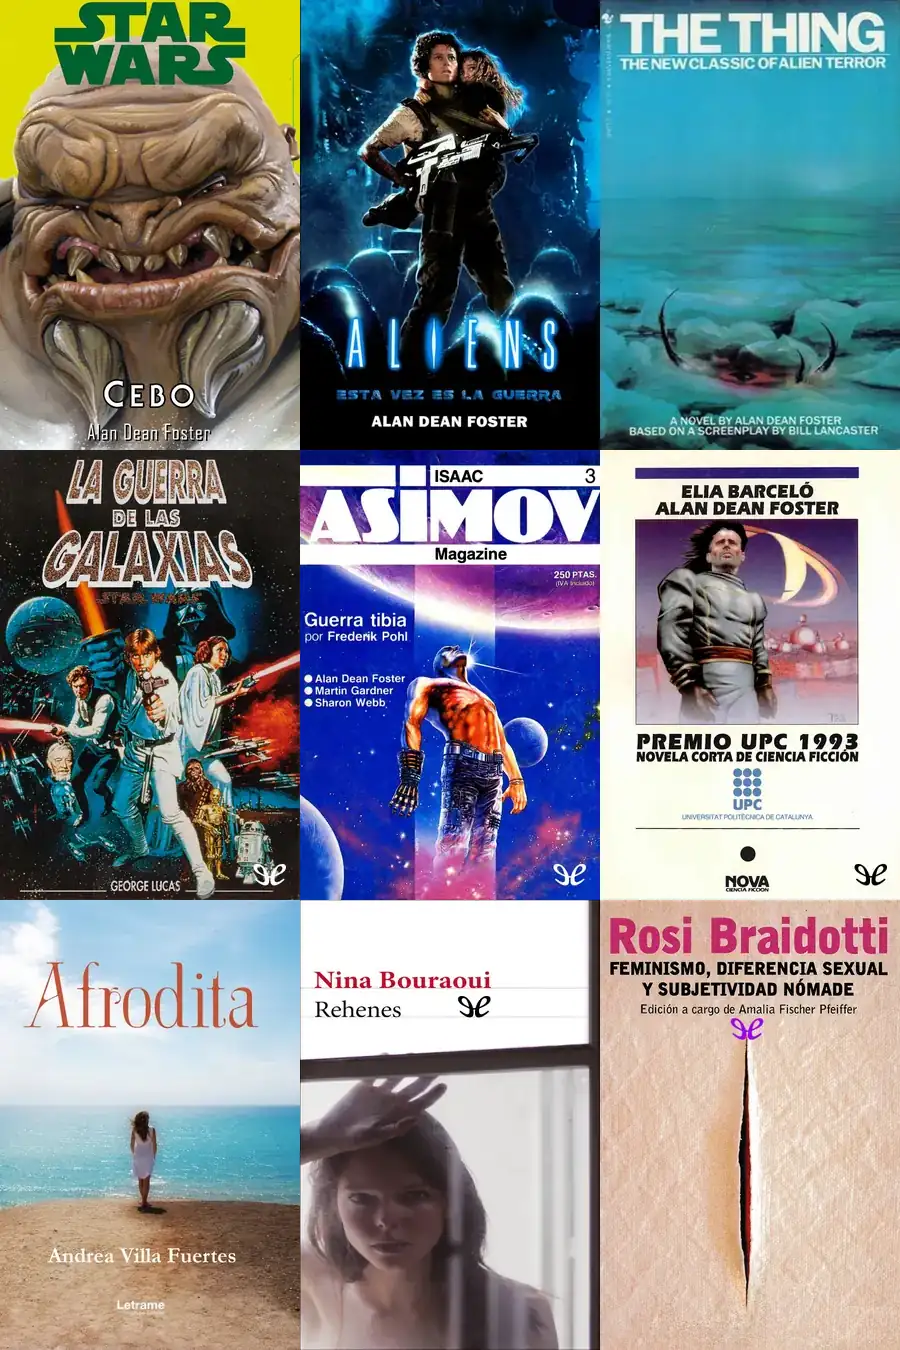 STAR
WARS
CEBO
Alan Dean Foster
ALIENS
ESTA VEZ ES LA GUERRA
ALAN DEAN FOSTER
THE THING
THE NEW CLASSIC OF ALIEN TERROR
A NOVEL BY ALAN DEAN FOSTER
BASED ON A SCREENPLAY BY BILL LANCASTER
LA GUERRA
DE LAS
GALAXIAS
STAR WARS
GEORGE LUCAS
ISAAC
3
ASIMOV
Magazine
250 PTAS.
(IVA incluido)
Guerra tibia
por Frederik Pohl
Alan Dean Foster
Martin Gardner
Sharon Webb
ELIA BARCELÓ
ALAN DEAN FOSTER
PREMIO UPC 1993
NOVELA CORTA DE CIENCIA FICCIÓN
UPC
UNIVERSITAT POLITÈCNICA DE CATALUNYA
NOVA
CIENCIA FICCION
Afrodita
Andrea Villa Fuertes
Letrame
Nina Bouraoui
Rehenes
Rosi Braidotti
FEMINISMO, DIFERENCIA SEXUAL
Y SUBJETIVIDAD NÓMADE
Edición a cargo de Amalia Fischer Pfeiffer